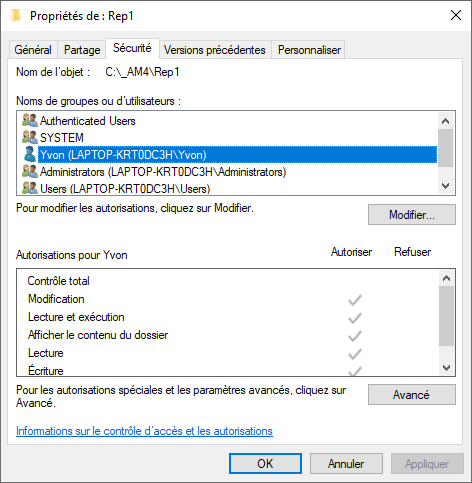 Propriétés de : Rep1
Général Partage Sécurité Versions précédentes Personnaliser
Nom de l'objet : C:\_AM4\Rep1
Noms de groupes ou d'utilisateurs :
Authenticated Users
SYSTEM
Yvon (LAPTOP-KRT0DC3H\Yvon)
Administrators (LAPTOP-KRT0DC3H\Administrators)
Users (LAPTOP-KRT0DC3H\Users)
Pour modifier les autorisations, cliquez sur Modifier.
Modifier...
Autorisations pour Yvon Autoriser Refuser
Contrôle total
Modification
Lecture et exécution
Afficher le contenu du dossier
Lecture
Écriture
Pour les autorisations spéciales et les paramètres avancés, cliquez sur
Avancé.
Avancé
Informations sur le contrôle d'accès et les autorisations
OK Annuler Appliquer